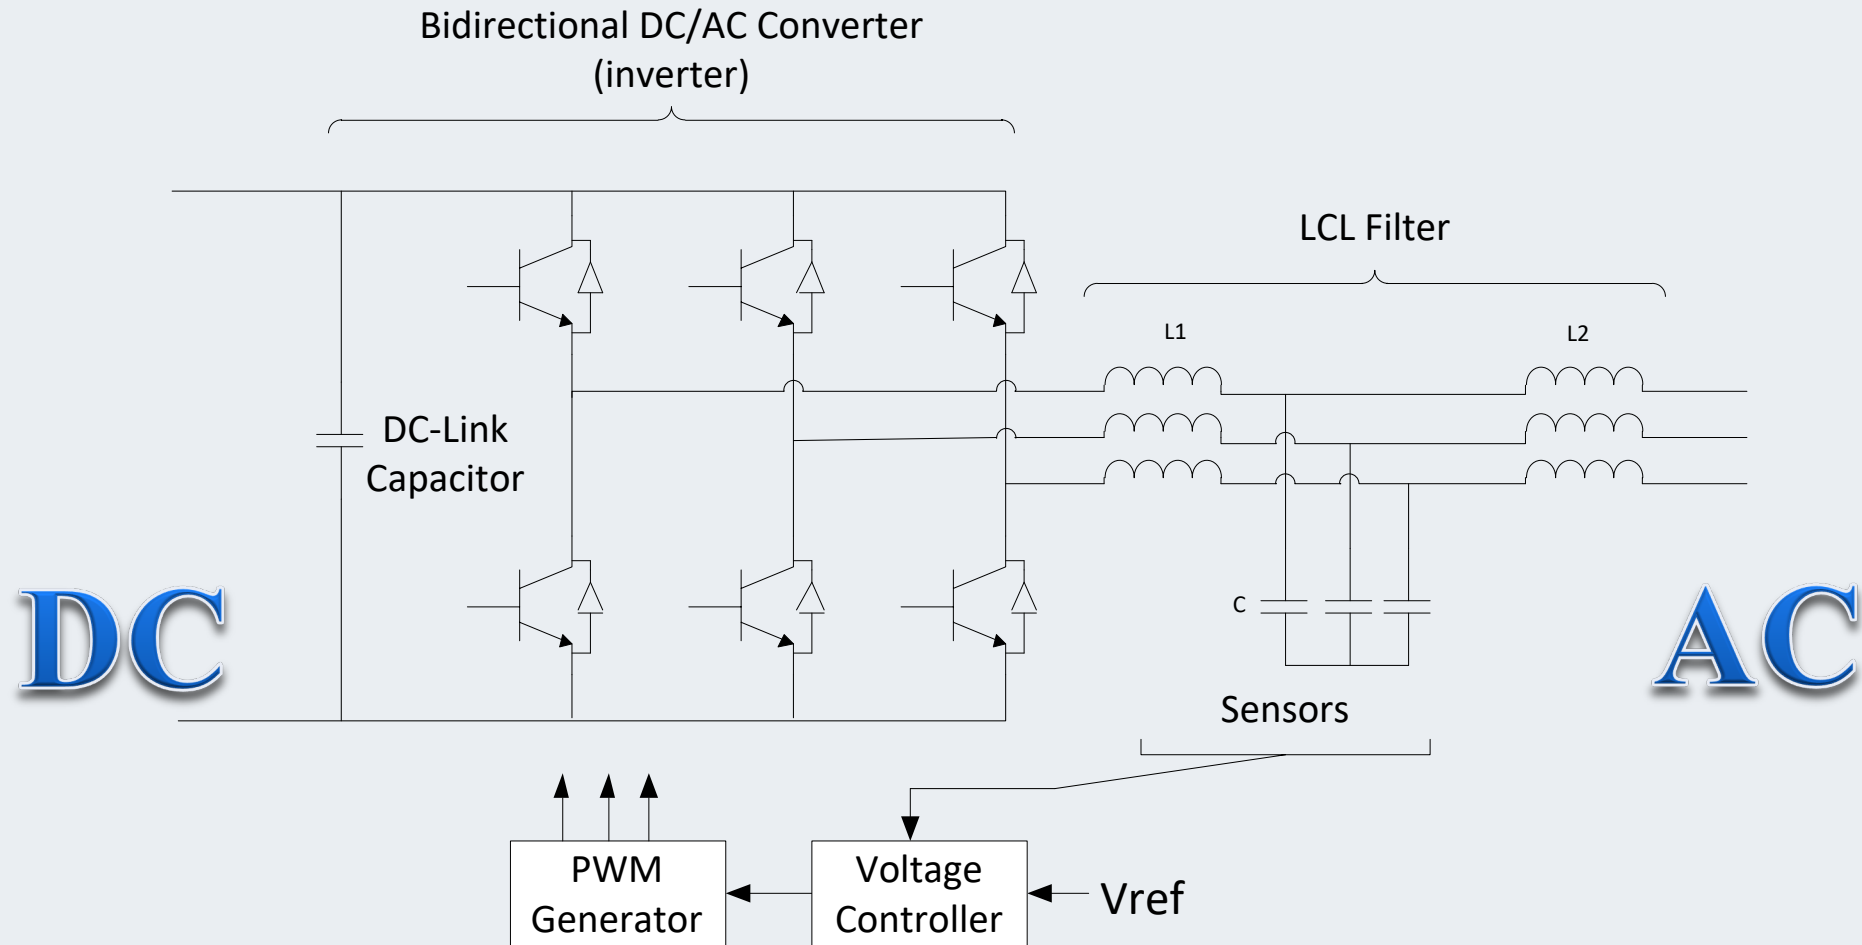 Bidirectional DC/AC Converter
(inverter)
LCL Filter
L1
L2
DC-Link
Capacitor
DC
C
AC
Sensors
PWM
Generator
Voltage
Controller
Vref